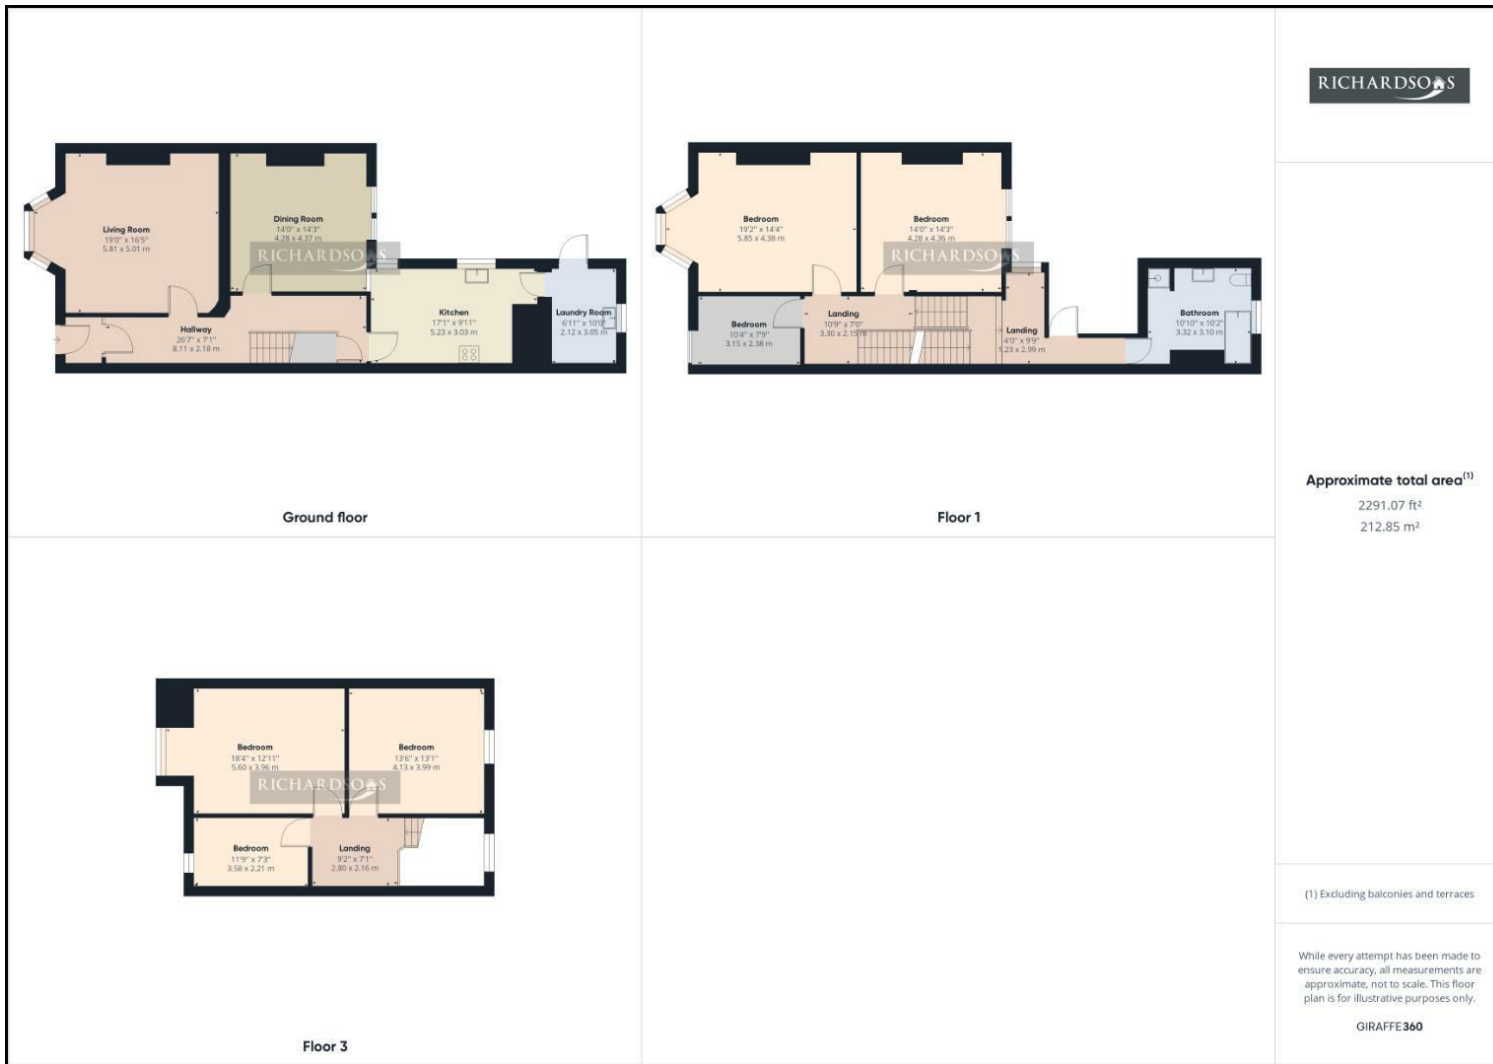 Living Room
19'0" x 16'5"
5.81 x 5.01 m
Dining Room
14'0" x 14'3"
4.28 x 4.37 m
RICHARDSONS
Hallway
26'7" x 7'1"
8.11 x 2.18 m
Kitchen
17'1" x 9'11"
5.23 x 3.03 m
Laundry Room
6'11" x 10'0"
2.12 x 3.05 m
Ground floor
Bedroom
19'2" x 14'4"
5.85 x 4.38 m
Bedroom
14'0" x 14'3"
4.28 x 4.36 m
RICHARDSONS
Bedroom
10'4" x 7'9"
3.15 x 2.38 m
Landing
10'9" x 7'0"
3.30 x 2.15 m
Landing
4'0" x 9'9"
1.23 x 2.99 m
Bathroom
10'10" x 10'2"
3.32 x 3.10 m
Floor 1
Bedroom
18'4" x 12'11"
5.60 x 3.96 m
Bedroom
13'6" x 13'1"
4.13 x 3.99 m
RICHARDSONS
Bedroom
11'9" x 7'3"
3.58 x 2.21 m
Landing
9'2" x 7'1"
2.80 x 2.16 m
Floor 3
RICHARDSONS
Approximate total area(1)
2291.07 ft²
212.85 m²
(1) Excluding balconies and terraces
While every attempt has been made to
ensure accuracy, all measurements are
approximate, not to scale. This floor
plan is for illustrative purposes only.
GIRAFFE360